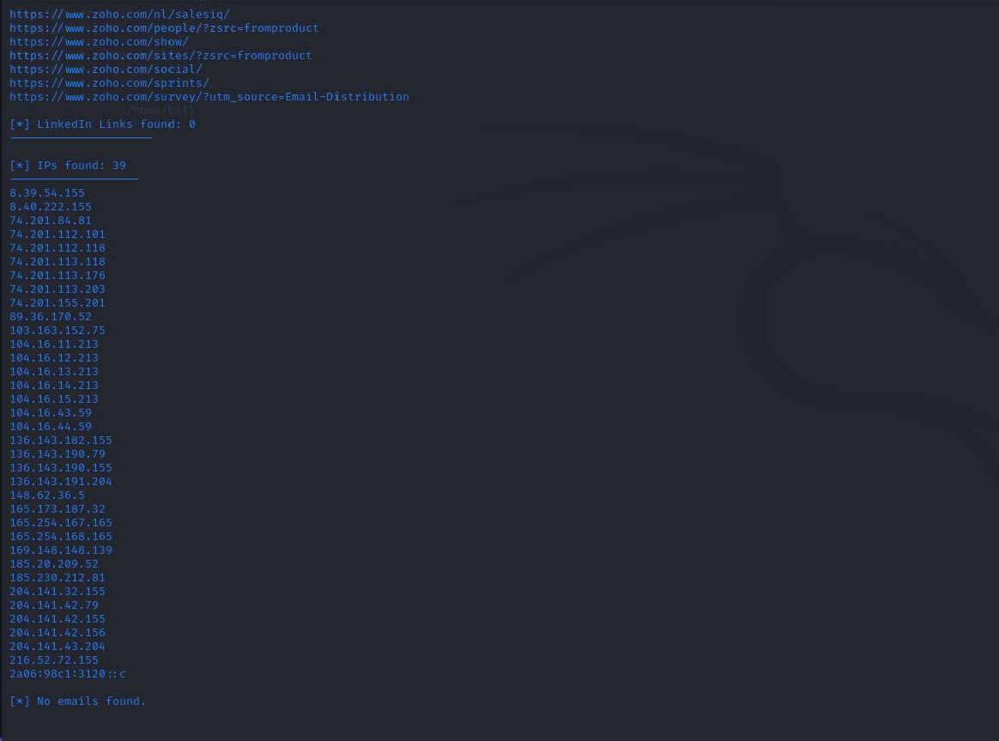 https://www.zoho.com/nl/salesiq/
https://www.zoho.com/people/?zsrc=fromproduct
https://www.zoho.com/show/
https://www.zoho.com/sites/?zsrc=fromproduct
https://www.zoho.com/social/
https://www.zoho.com/sprints/
https://www.zoho.com/survey/?utm_source=Email-Distribution
/home/kali
[*] LinkedIn Links found: 0
[*] IPs found: 39
8.39.54.155
8.40.222.155
74.201.84.81
74.201.112.101
74.201.112.118
74.201.113.118
74.201.113.176
74.201.113.203
74.201.155.201
89.36.170.52
103.163.152.75
104.16.11.213
104.16.12.213
104.16.13.213
104.16.14.213
104.16.15.213
104.16.43.59
104.16.44.59
136.143.182.155
136.143.190.79
136.143.190.155
136.143.191.204
148.62.36.5
165.173.187.32
165.254.167.165
165.254.168.165
169.148.148.139
185.20.209.52
185.230.212.81
204.141.32.155
204.141.42.79
204.141.42.155
204.141.42.156
204.141.43.204
216.52.72.155
2a06:98c1:3120::c
[*] No emails found.